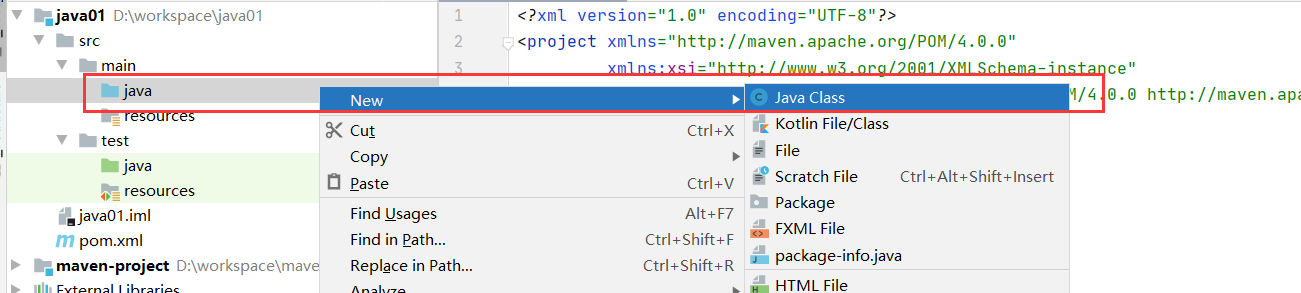 java01 D:\workspace\java01
src
main
java
resources
test
java
resources
java01.iml
pom.xml
maven-project D:\workspace\mave
External Libraries
1 <?xml version="1.0" encoding="UTF-8"?>
2 <project xmlns="http://maven.apache.org/POM/4.0.0"
3 xmlns:xsi="http://www.w3.org/2001/XMLSchema-instance"
M/4.0.0 http://maven.apa
New
Cut Ctrl+X
Copy
Paste Ctrl+V
Find Usages Alt+F7
Find in Path... Ctrl+Shift+F
Replace in Path... Ctrl+Shift+R
Analyze
Java Class
Kotlin File/Class
File
Scratch File Ctrl+Alt+Shift+Insert
Package
FXML File
package-info.java
HTML File